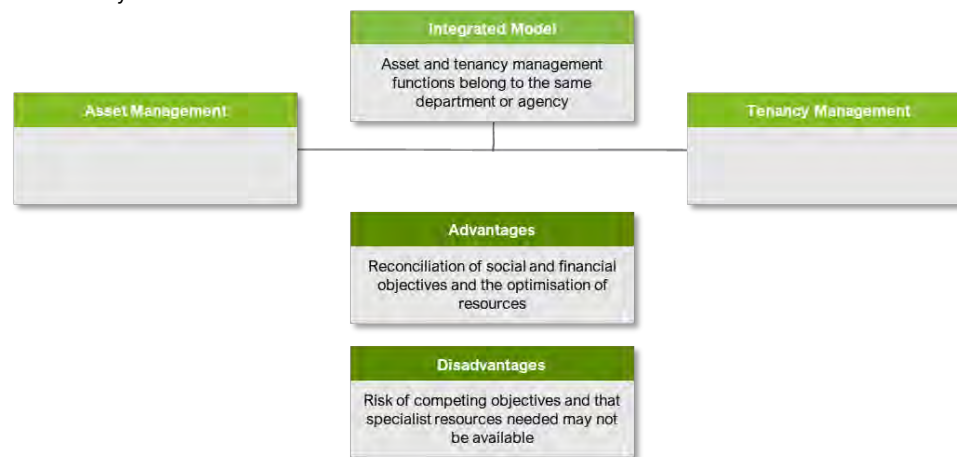 Integrated Model
Asset and tenancy management
functions belong to the same
department or agency
Asset Management
Tenancy Management
Advantages
Reconciliation of social and financial
objectives and the optimisation of
resources
Disadvantages
Risk of competing objectives and that
specialist resources needed may not
be available